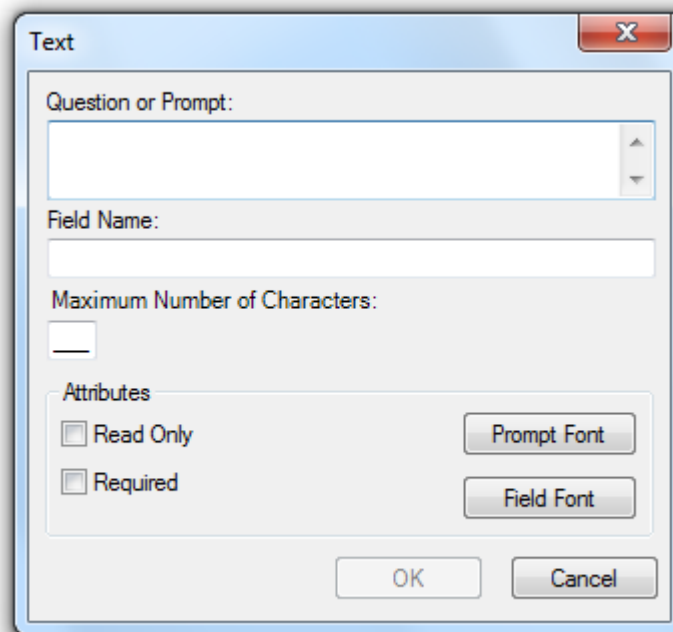 Text
Question or Prompt:
Field Name:
Maximum Number of Characters:
Attributes
Read Only
Prompt Font
Required
Field Font
OK
Cancel